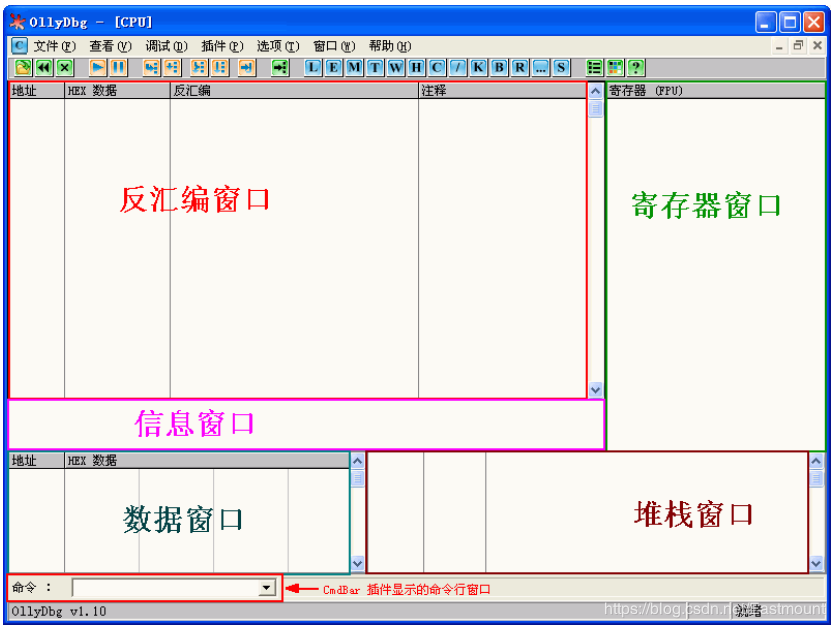 OllyDbg - [CPU]
C 文件(F) 查看(V) 调试(D) 插件(P) 选项(T) 窗口(W) 帮助(H)
L E M T W H C / K B R ... S ?
地址 HEX 数据 反汇编 注释 寄存器 (FPU)
反汇编窗口
寄存器窗口
信息窗口
地址 HEX 数据
数据窗口
堆栈窗口
命令 : CmdBar 插件显示的命令行窗口
OllyDbg v1.10 就绪
https://blog.csdn.net/Eastmount